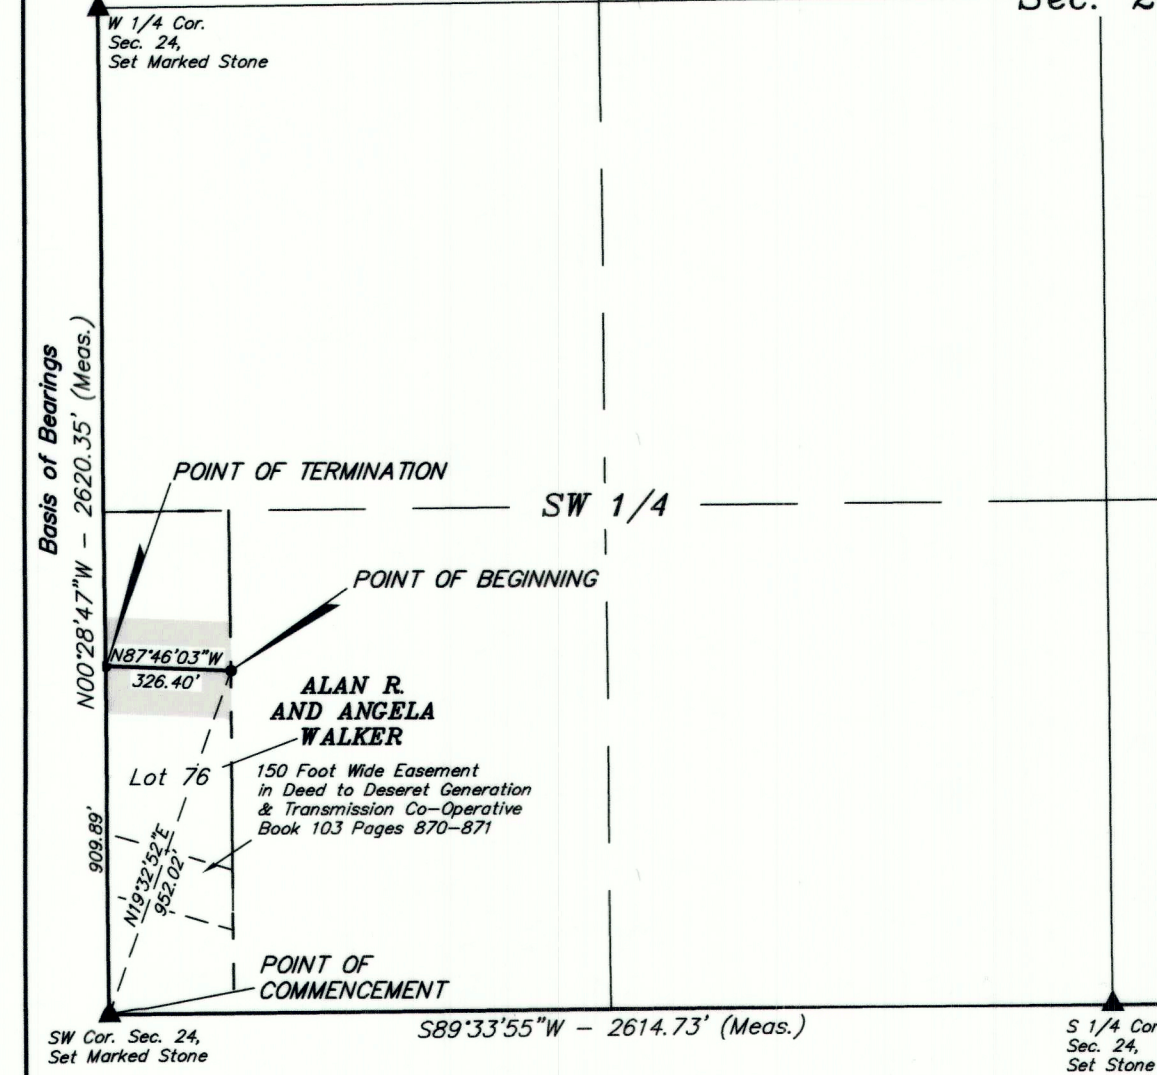 Sec. 2
W 1/4 Cor.
Sec. 24,
Set Marked Stone
Basis of Bearings
N00°28'47"W - 2620.35' (Meas.)
POINT OF TERMINATION
SW 1/4
POINT OF BEGINNING
N87°46'03"W
326.40'
ALAN R.
AND ANGELA
WALKER
Lot 76
150 Foot Wide Easement
in Deed to Deseret Generation
& Transmission Co-Operative
Book 103 Pages 870-871
909.89'
N19°32'52"E
952.02'
POINT OF
COMMENCEMENT
SW Cor. Sec. 24,
Set Marked Stone
S89°33'55"W - 2614.73' (Meas.)
S 1/4 Cor
Sec. 24,
Set Stone